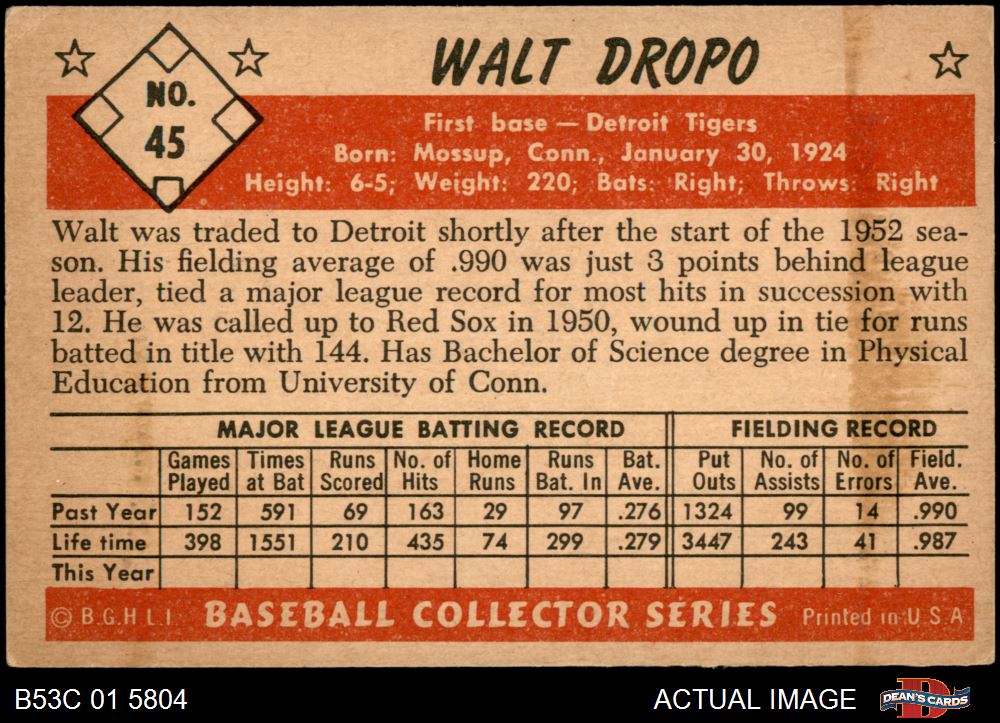 NO.
45
WALT DROPO
First base — Detroit Tigers
Born: Mossup, Conn., January 30, 1924
Height: 6-5; Weight: 220; Bats: Right; Throws: Right
Walt was traded to Detroit shortly after the start of the 1952 sea-
son. His fielding average of .990 was just 3 points behind league
leader, tied a major league record for most hits in succession with
12. He was called up to Red Sox in 1950, wound up in tie for runs
batted in title with 144. Has Bachelor of Science degree in Physical
Education from University of Conn.
MAJOR LEAGUE BATTING RECORD FIELDING RECORD
Games Times Runs No. of Home Runs Bat. Put No. of No. of Field.
Played at Bat Scored Hits Runs Bat. In Ave. Outs Assists Errors Ave.
Past Year 152 591 69 163 29 97 .276 1324 99 14 .990
Life time 398 1551 210 435 74 299 .279 3447 243 41 .987
This Year
© B.G.H.L.I. BASEBALL COLLECTOR SERIES Printed in U.S.A.
B53C 01 5804 ACTUAL IMAGE D DEAN'S CARDS